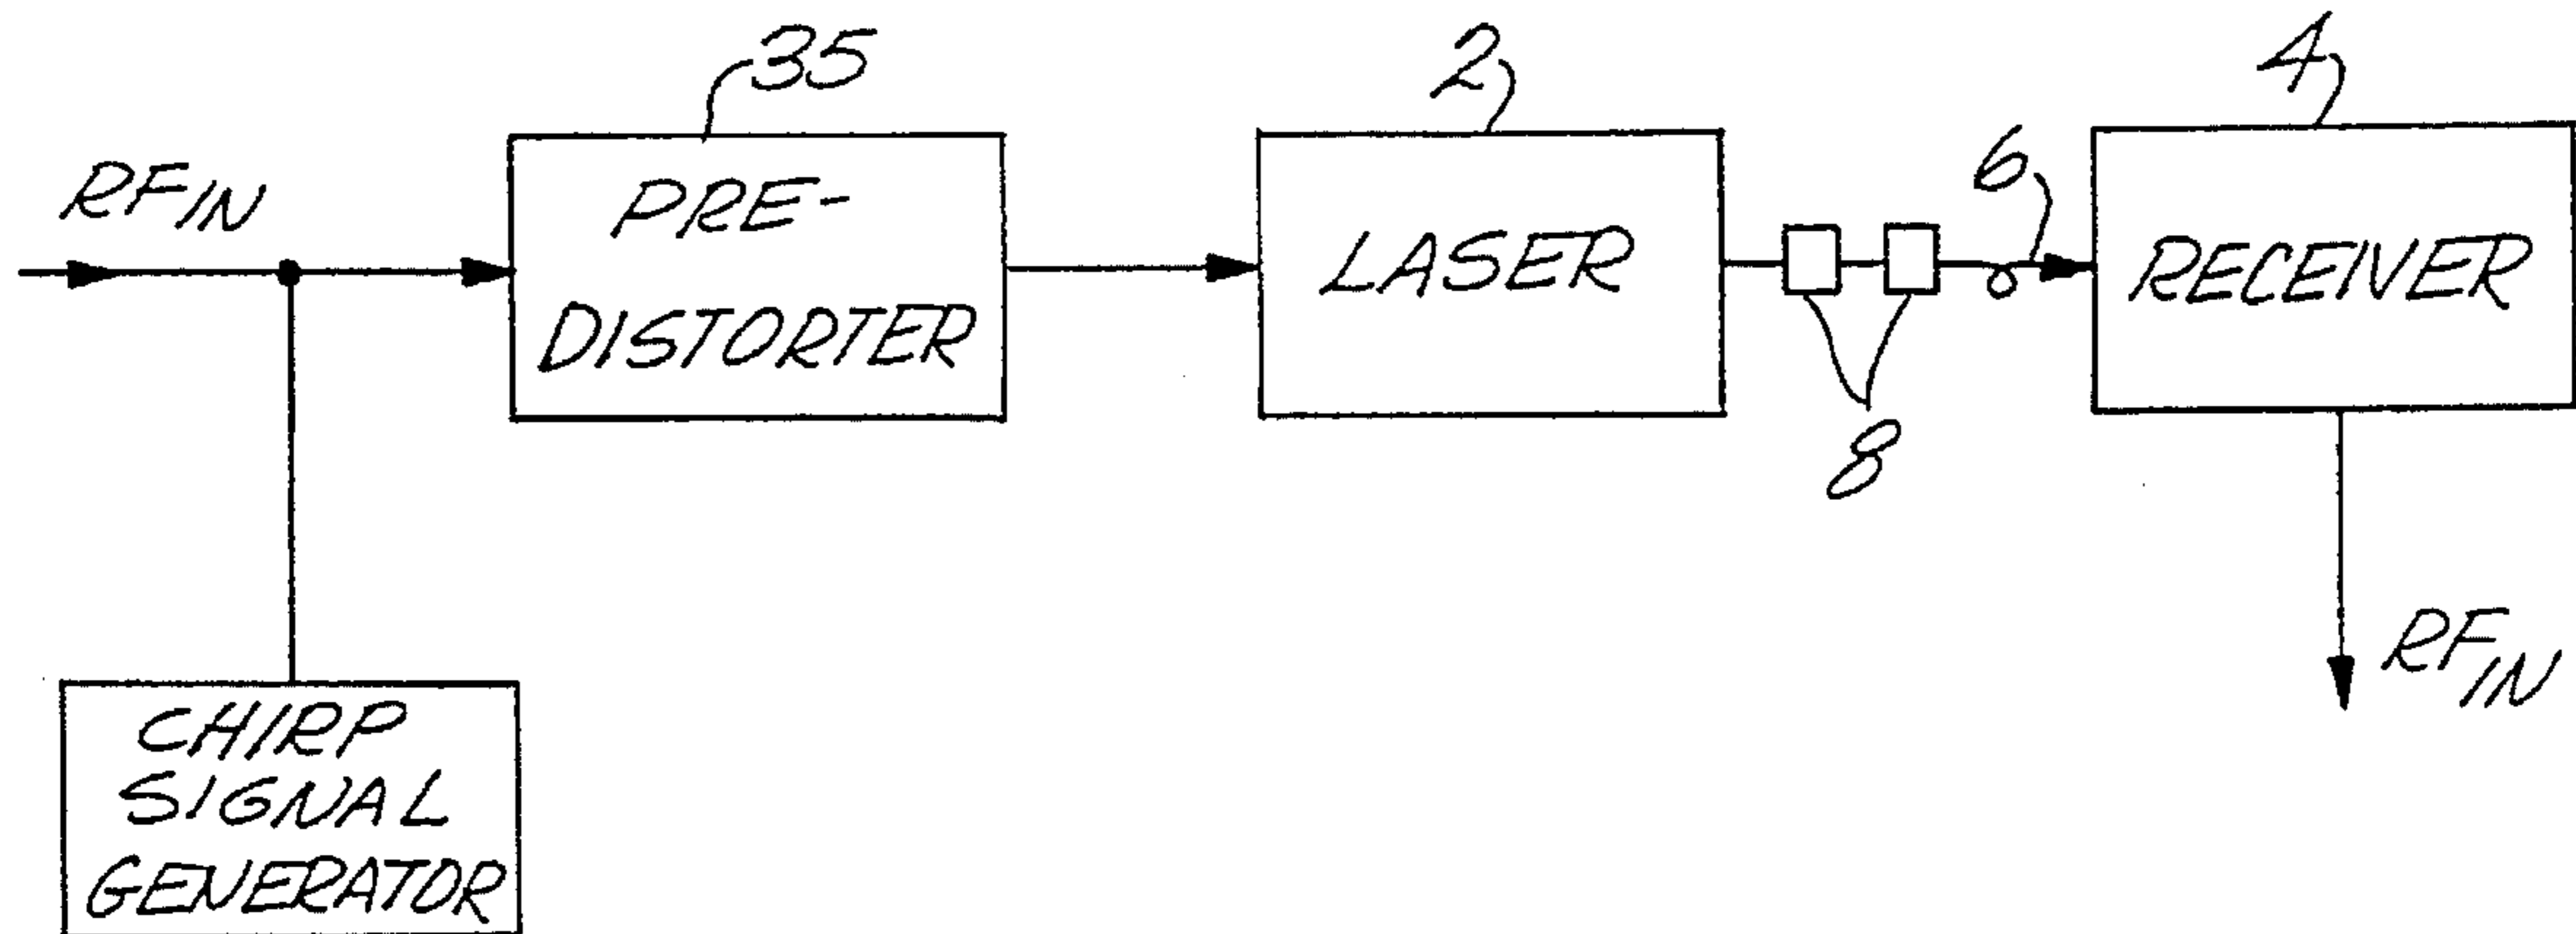 35
2
4
RFIN
PRE-
DISTORTER
LASER
6
RECEIVER
8
RFIN
CHIRP
SIGNAL
GENERATOR